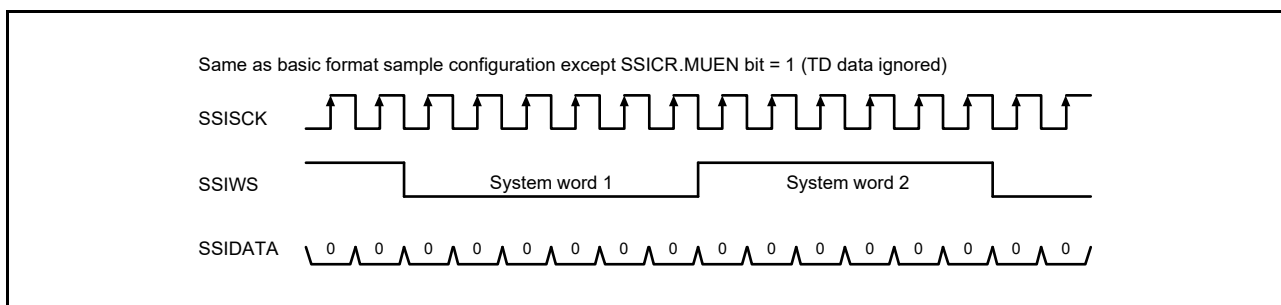 Same as basic format sample configuration except SSICR.MUEN bit = 1 (TD data ignored)
SSISCK
SSIWS System word 1 System word 2
SSIDATA 0 0 0 0 0 0 0 0 0 0 0 0 0 0 0 0